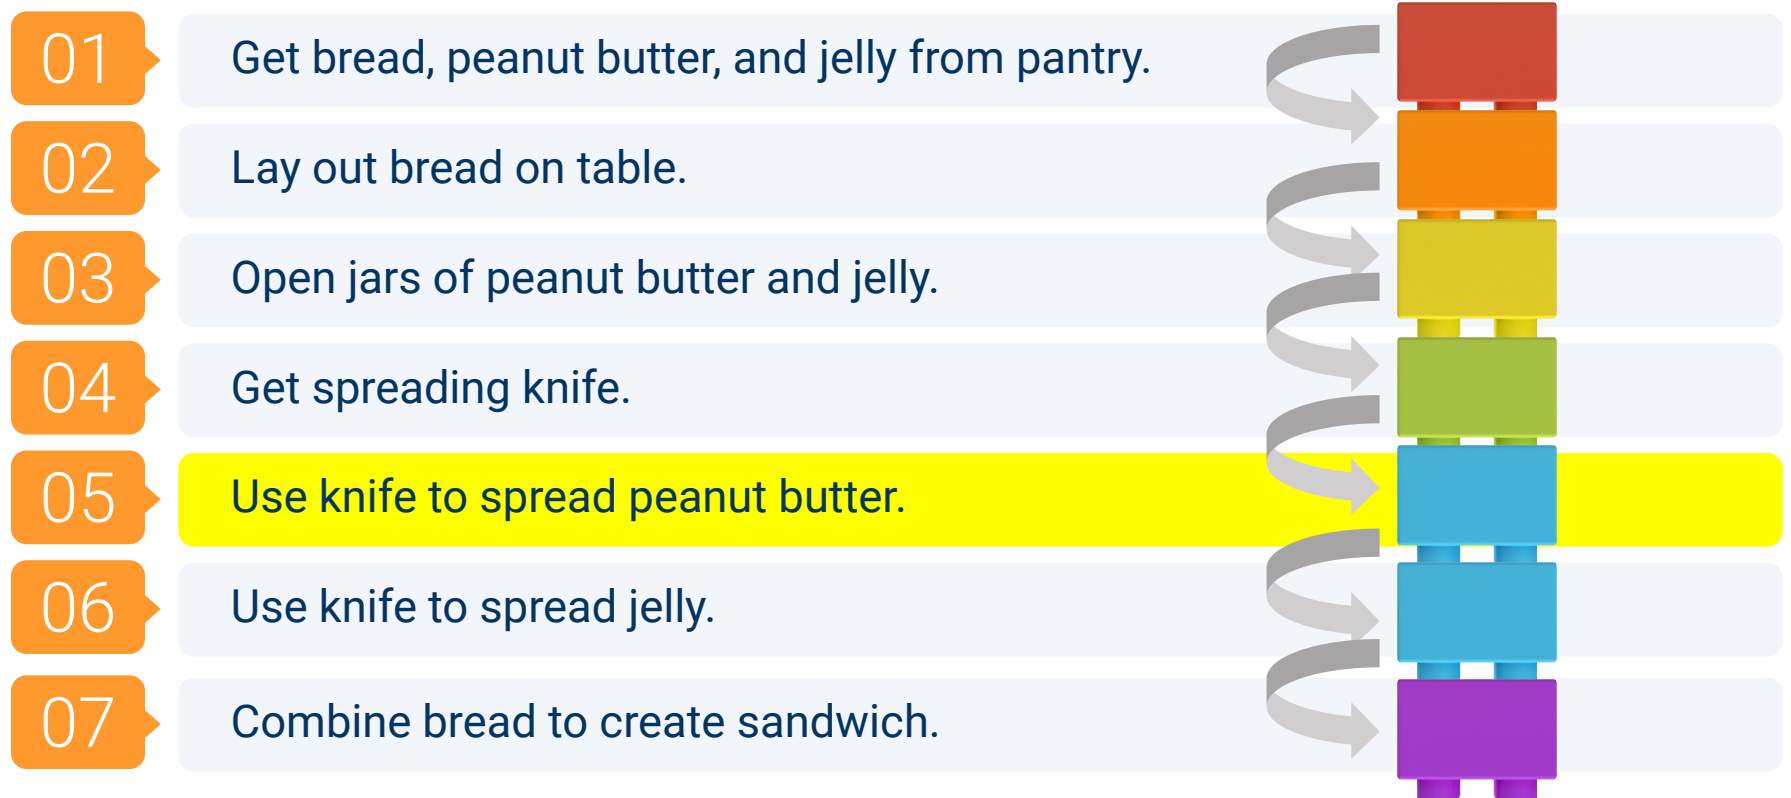 01 Get bread, peanut butter, and jelly from pantry.
02 Lay out bread on table.
03 Open jars of peanut butter and jelly.
04 Get spreading knife.
05 Use knife to spread peanut butter.
06 Use knife to spread jelly.
07 Combine bread to create sandwich.